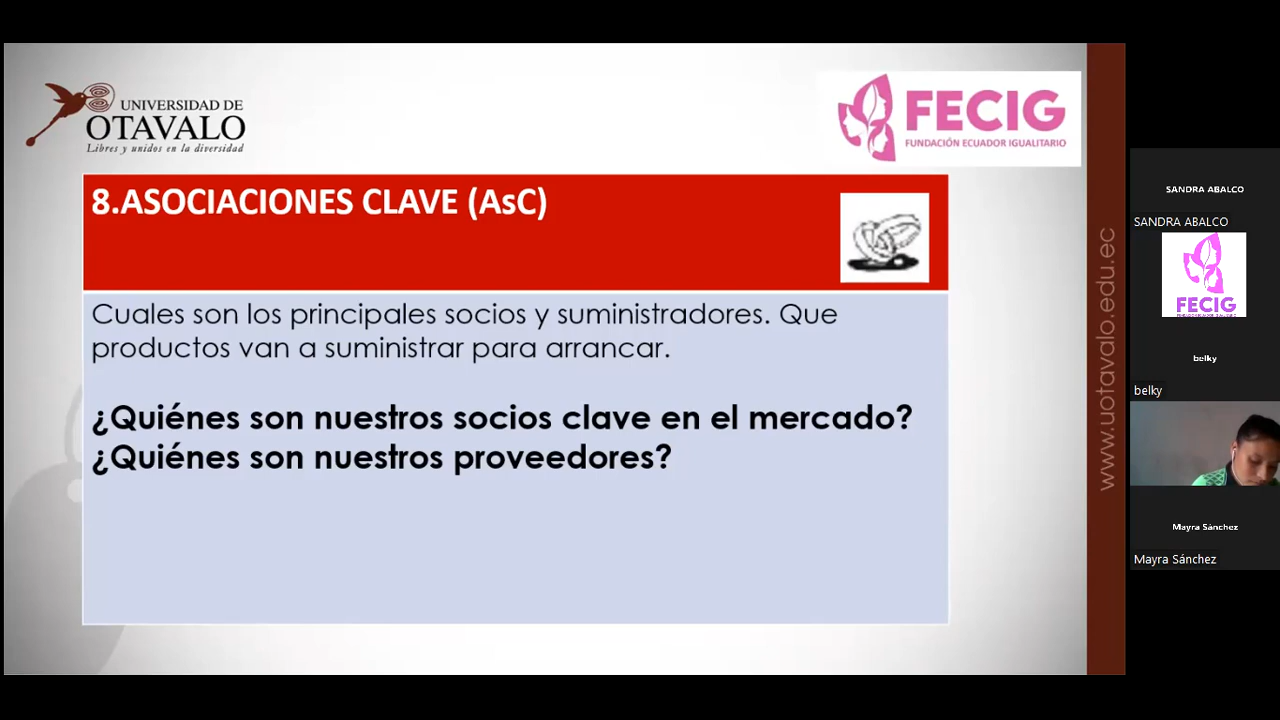 UNIVERSIDAD DE
OTAVALO
Libres y unidos en la diversidad
FECIG
FUNDACIÓN ECUADOR IGUALITARIO
8.ASOCIACIONES CLAVE (AsC)
Cuales son los principales socios y suministradores. Que
productos van a suministrar para arrancar.
¿Quiénes son nuestros socios clave en el mercado?
¿Quiénes son nuestros proveedores?
www.uotavalo.edu.ec
SANDRA ABALCO
SANDRA ABALCO
FECIG
belky
belky
Mayra Sánchez
Mayra Sánchez